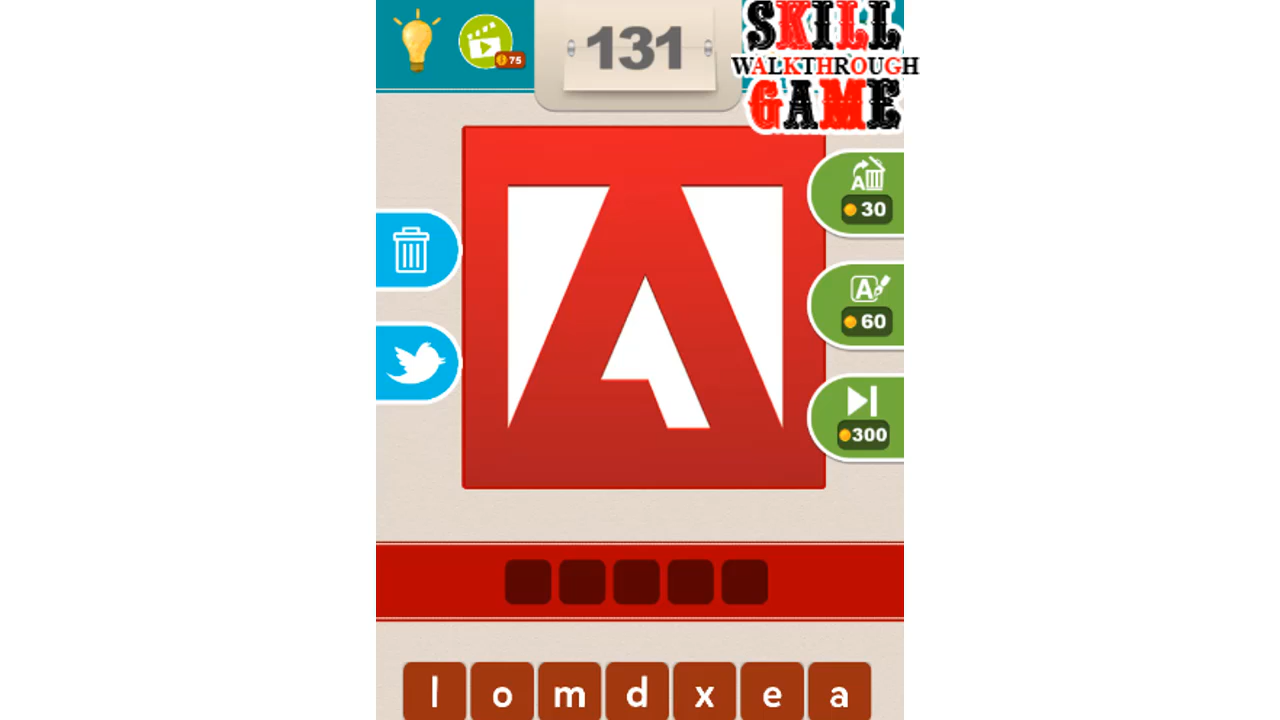 75
131
SKILL
WALKTHROUGH
GAME
A
30
A
60
300
l o m d x e a